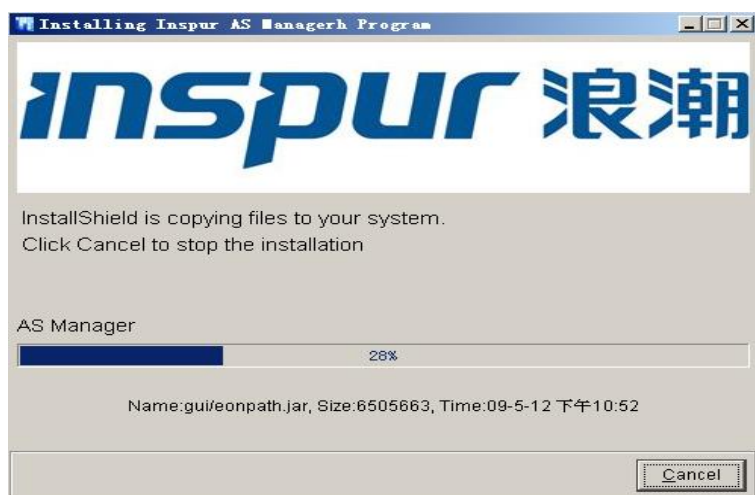 Installing Inspur AS Managerh Program
inspur 浪潮
InstallShield is copying files to your system.
Click Cancel to stop the installation
AS Manager
28%
Name:gui/eonpath.jar, Size:6505663, Time:09-5-12 下午10:52
Cancel